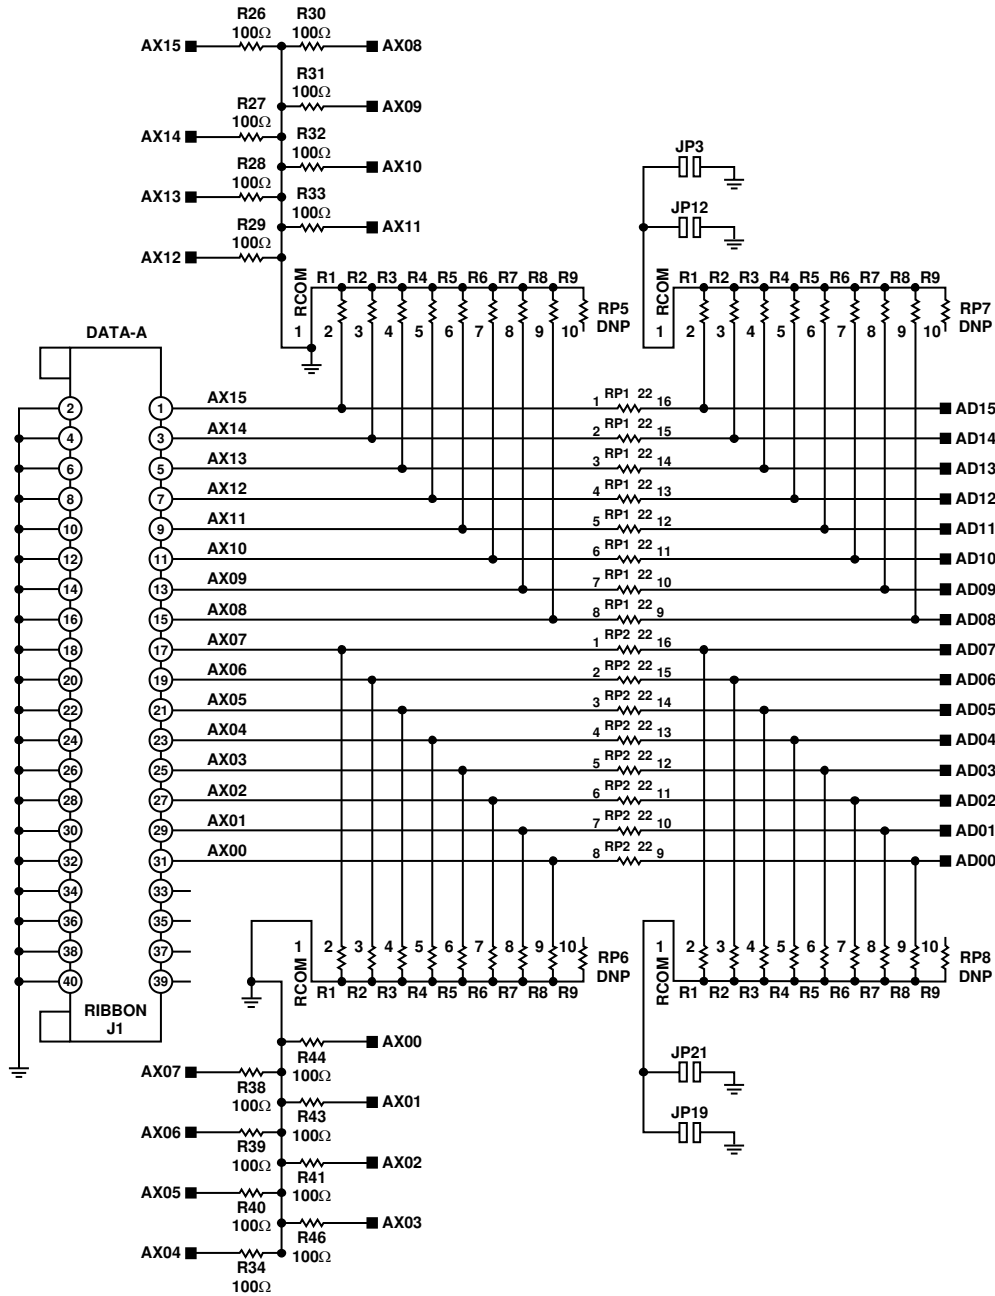 R26 R30
100Ω 100Ω
AX15 AX08
R31
100Ω
AX09
R27
100Ω
AX14
R32
100Ω
AX10
R28
100Ω
AX13
R33
100Ω
AX11
R29
100Ω
AX12
JP3
JP12
RCOM R1 R2 R3 R4 R5 R6 R7 R8 R9
1 2 3 4 5 6 7 8 9 10
RP5
DNP
RCOM R1 R2 R3 R4 R5 R6 R7 R8 R9
1 2 3 4 5 6 7 8 9 10
RP7
DNP
DATA-A
2 1 AX15 1 RP1 22 16 AD15
4 3 AX14 2 RP1 22 15 AD14
6 5 AX13 3 RP1 22 14 AD13
8 7 AX12 4 RP1 22 13 AD12
10 9 AX11 5 RP1 22 12 AD11
12 11 AX10 6 RP1 22 11 AD10
14 13 AX09 7 RP1 22 10 AD09
16 15 AX08 8 RP1 22 9 AD08
18 17 AX07 1 RP2 22 16 AD07
20 19 AX06 2 RP2 22 15 AD06
22 21 AX05 3 RP2 22 14 AD05
24 23 AX04 4 RP2 22 13 AD04
26 25 AX03 5 RP2 22 12 AD03
28 27 AX02 6 RP2 22 11 AD02
30 29 AX01 7 RP2 22 10 AD01
32 31 AX00 8 RP2 22 9 AD00
34 33
36 35
38 37
40 39
RIBBON
J1
1 2 3 4 5 6 7 8 9 10
RCOM R1 R2 R3 R4 R5 R6 R7 R8 R9
RP6
DNP
1 2 3 4 5 6 7 8 9 10
RCOM R1 R2 R3 R4 R5 R6 R7 R8 R9
RP8
DNP
AX00
R44
100Ω
AX07
R38
100Ω
AX01
R43
100Ω
AX06
R39
100Ω
AX02
R41
100Ω
AX05
R40
100Ω
AX03
R46
100Ω
AX04
R34
100Ω
JP21
JP19